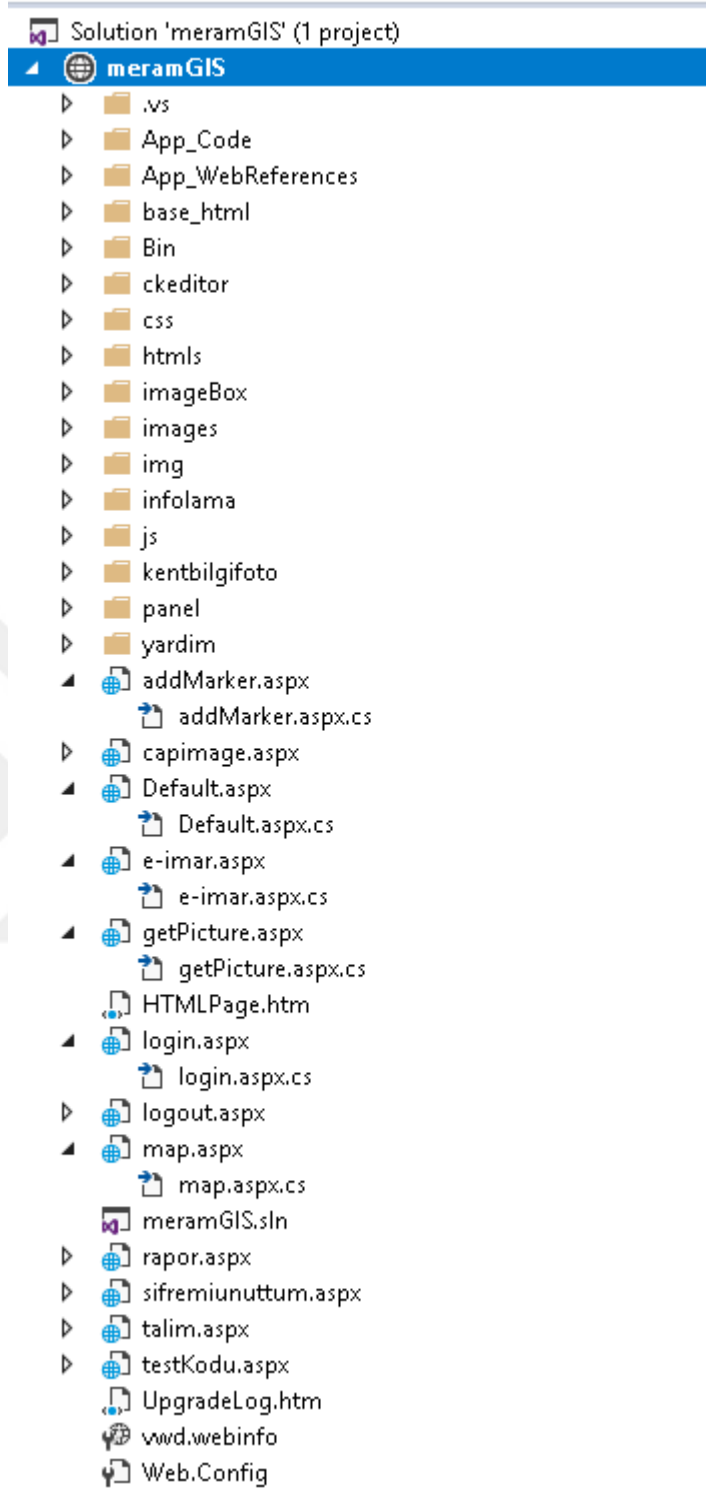 Solution 'meramGIS' (1 project)
meramGIS
.vs
App_Code
App_WebReferences
base_html
Bin
ckeditor
css
htmls
imageBox
images
img
infolama
js
kentbilgifoto
panel
yardim
addMarker.aspx
addMarker.aspx.cs
capimage.aspx
Default.aspx
Default.aspx.cs
e-imar.aspx
e-imar.aspx.cs
getPicture.aspx
getPicture.aspx.cs
HTMLPage.htm
login.aspx
login.aspx.cs
logout.aspx
map.aspx
map.aspx.cs
meramGIS.sln
rapor.aspx
sifremiunuttum.aspx
talim.aspx
testKodu.aspx
UpgradeLog.htm
vwd.webinfo
Web.Config